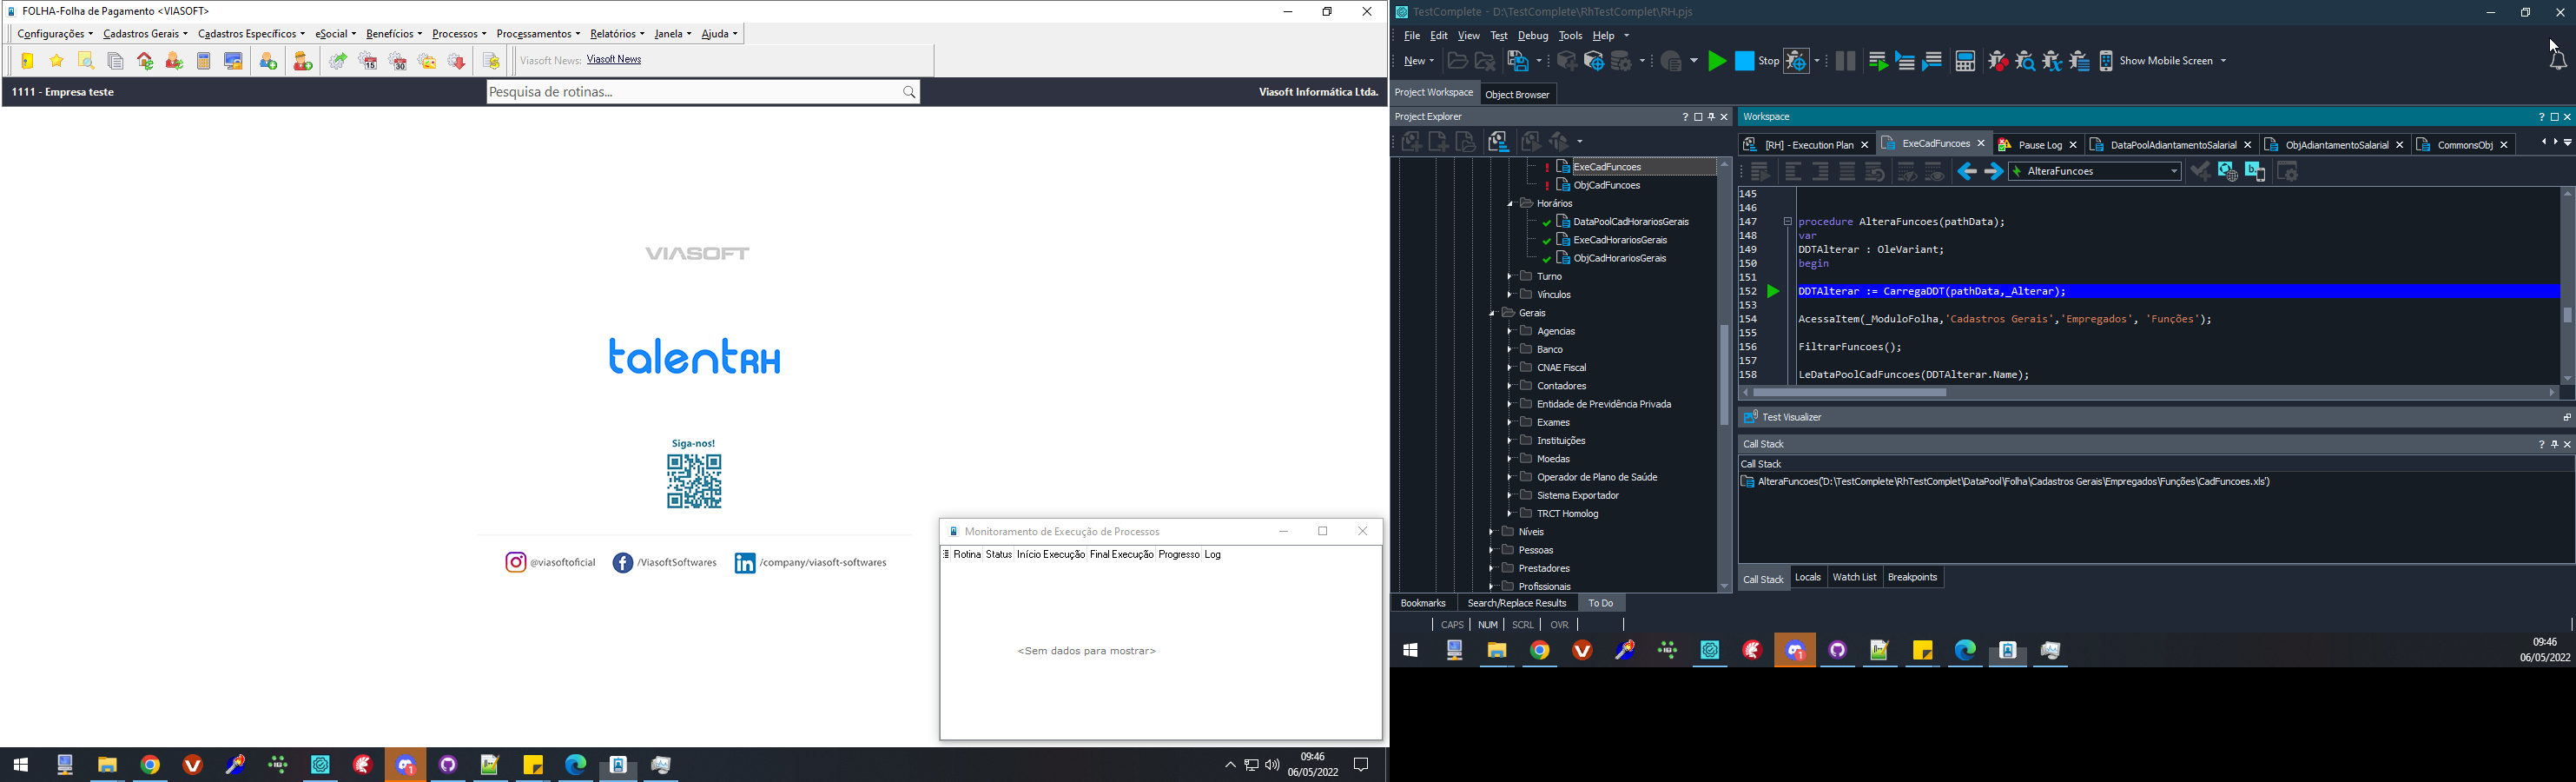 FOLHA-Folha de Pagamento <VIASOFT>
Configurações Cadastros Gerais Cadastros Específicos eSocial Benefícios Processos Processamentos Relatórios Janela Ajuda
Viasoft News: Viasoft News
1111 - Empresa teste
Pesquisa de rotinas...
Viasoft Informática Ltda.
VIASOFT
talentRH
Siga-nos!
@viasoftoficial
/ViasoftSoftwares
/company/viasoft-softwares
Monitoramento de Execução de Processos
Rotina Status Início Execução Final Execução Progresso Log
<Sem dados para mostrar>
09:46
06/05/2022
TestComplete - D:\TestComplete\RhTestComplet\RH.pjs
File Edit View Test Debug Tools Help
New
Stop
Show Mobile Screen
Project Workspace
Object Browser
Project Explorer
ExeCadFuncoes
ObjCadFuncoes
Horários
DataPoolCadHorariosGerais
ExeCadHorariosGerais
ObjCadHorariosGerais
Turno
Vínculos
Gerais
Agencias
Banco
CNAE Fiscal
Contadores
Entidade de Previdência Privada
Exames
Instituições
Moedas
Operador de Plano de Saúde
Sistema Exportador
TRCT Homolog
Níveis
Pessoas
Prestadores
Profissionais
Bookmarks
Search/Replace Results
To Do
CAPS NUM SCRL OVR
Workspace
[RH] - Execution Plan
ExeCadFuncoes
Pause Log
DataPoolAdiantamentoSalarial
ObjAdiantamentoSalarial
CommonsObj
AlteraFuncoes
145
146
147 procedure AlteraFuncoes(pathData);
148 var
149 DDTAlterar : OleVariant;
150 begin
151
152 DDTAlterar := CarregaDDT(pathData,_Alterar);
153
154 AcessaItem(_ModuloFolha,'Cadastros Gerais','Empregados', 'Funções');
155
156 FiltrarFuncoes();
157
158 LeDataPoolCadFuncoes(DDTAlterar.Name);
Test Visualizer
Call Stack
Call Stack
AlteraFuncoes('D:\TestComplete\RhTestComplet\DataPool\Folha\Cadastros Gerais\Empregados\Funções\CadFuncoes.xls')
Call Stack
Locals
Watch List
Breakpoints
09:46
06/05/2022